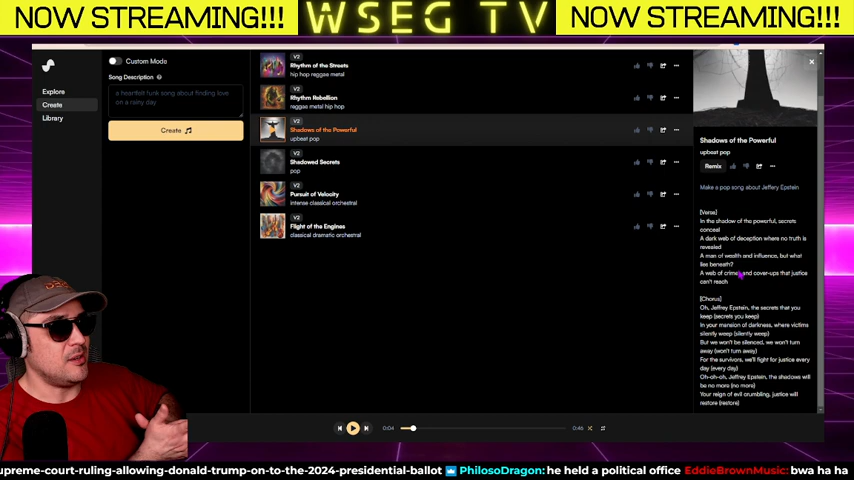 NOW STREAMING!!!
WSEG TV
NOW STREAMING!!!
Custom Mode
Song Description
a heartfelt funk song about finding love
on a rainy day
Create
Explore
Create
Library
V2
Rhythm of the Streets
hip hop reggae metal
V2
Rhythm Rebellion
reggae metal hip hop
V2
Shadows of the Powerful
upbeat pop
V2
Shadowed Secrets
pop
V2
Pursuit of Velocity
intense classical orchestral
V2
Flight of the Engines
classical dramatic orchestral
Shadows of the Powerful
upbeat pop
Remix
Make a pop song about Jeffery Epstein
[Verse]
In the shadow of the powerful, secrets
conceal
A dark web of deception where no truth is
revealed
A man of wealth and influence, but what
lies beneath?
A web of crime and cover-ups that justice
can't reach
[Chorus]
Oh, Jeffrey Epstein, the secrets that you
keep (secrets you keep)
In your mansion of darkness, where victims
silently weep (silently weep)
But we won't be silenced, we won't turn
away (won't turn away)
For the survivors, we'll fight for justice every
day (every day)
Oh-oh-oh, Jeffrey Epstein, the shadows will
be no more (no more)
Your reign of evil crumbling, justice will
restore (restore)
0:04
0:46
upreme-court-ruling-allowing-donald-trump-on-to-the-2024-presidential-ballot PhilosoDragon: he held a political office EddieBrownMusic: bwa ha ha